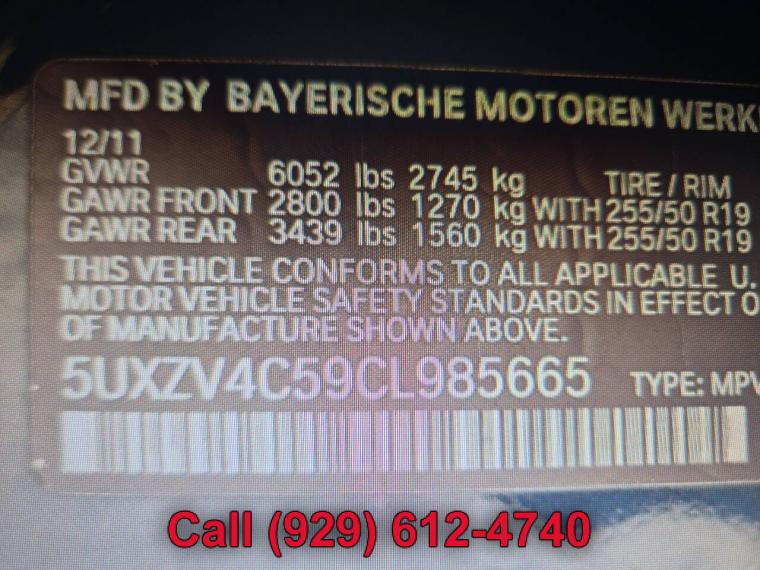 MFD BY BAYERISCHE MOTOREN WERK
12/11
GVWR 6052 lbs 2745 kg TIRE / RIM
GAWR FRONT 2800 lbs 1270 kg WITH 255/50 R19
GAWR REAR 3439 lbs 1560 kg WITH 255/50 R19
THIS VEHICLE CONFORMS TO ALL APPLICABLE U.
MOTOR VEHICLE SAFETY STANDARDS IN EFFECT O
OF MANUFACTURE SHOWN ABOVE.
5UXZV4C59CL985665 TYPE: MPV
Call (929) 612-4740